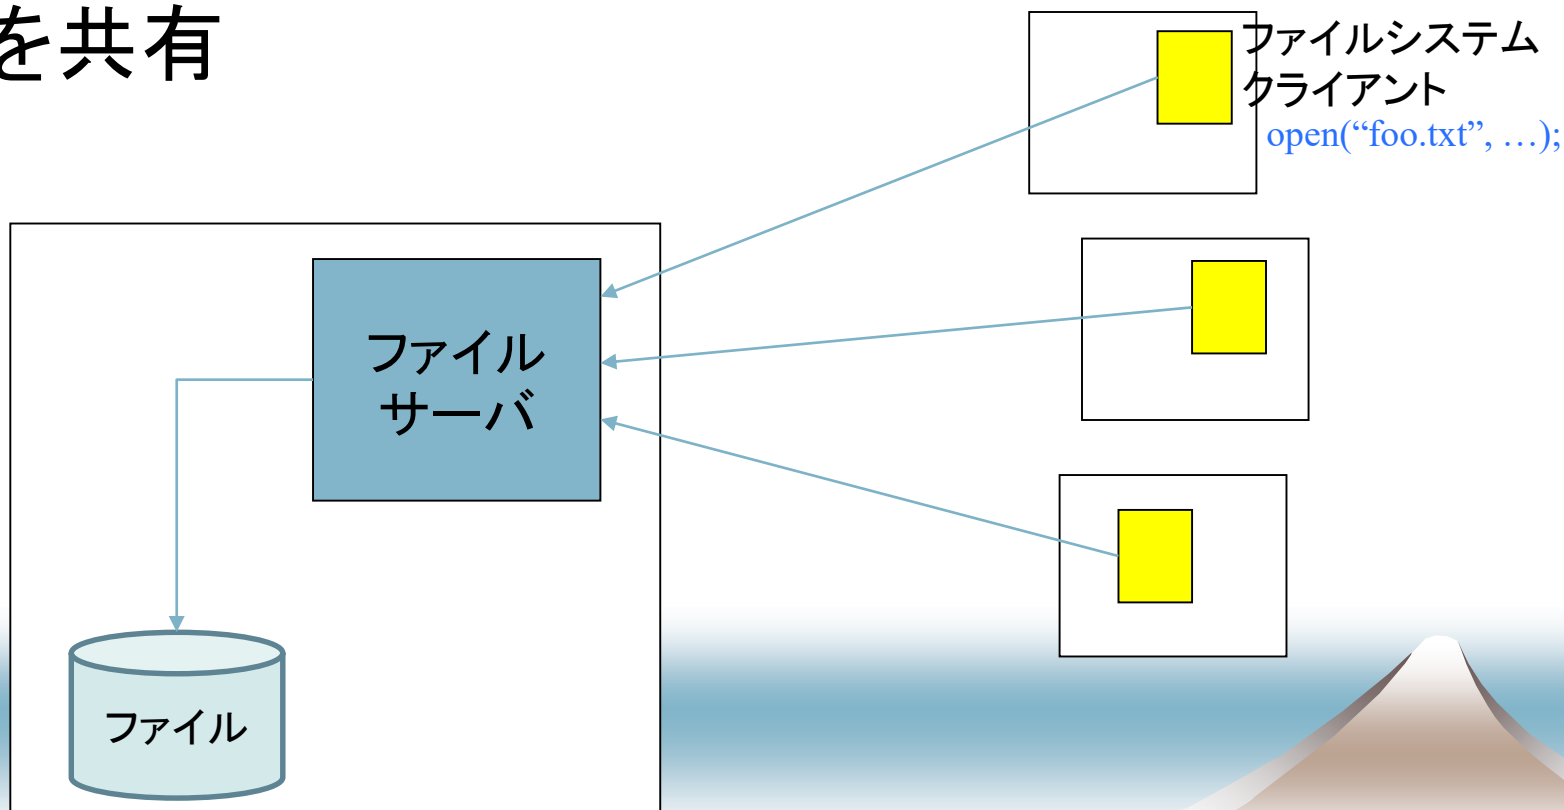 を共有
ファイルシステム
クライアント
open(“foo.txt”, …);
ファイル
サーバ
ファイル